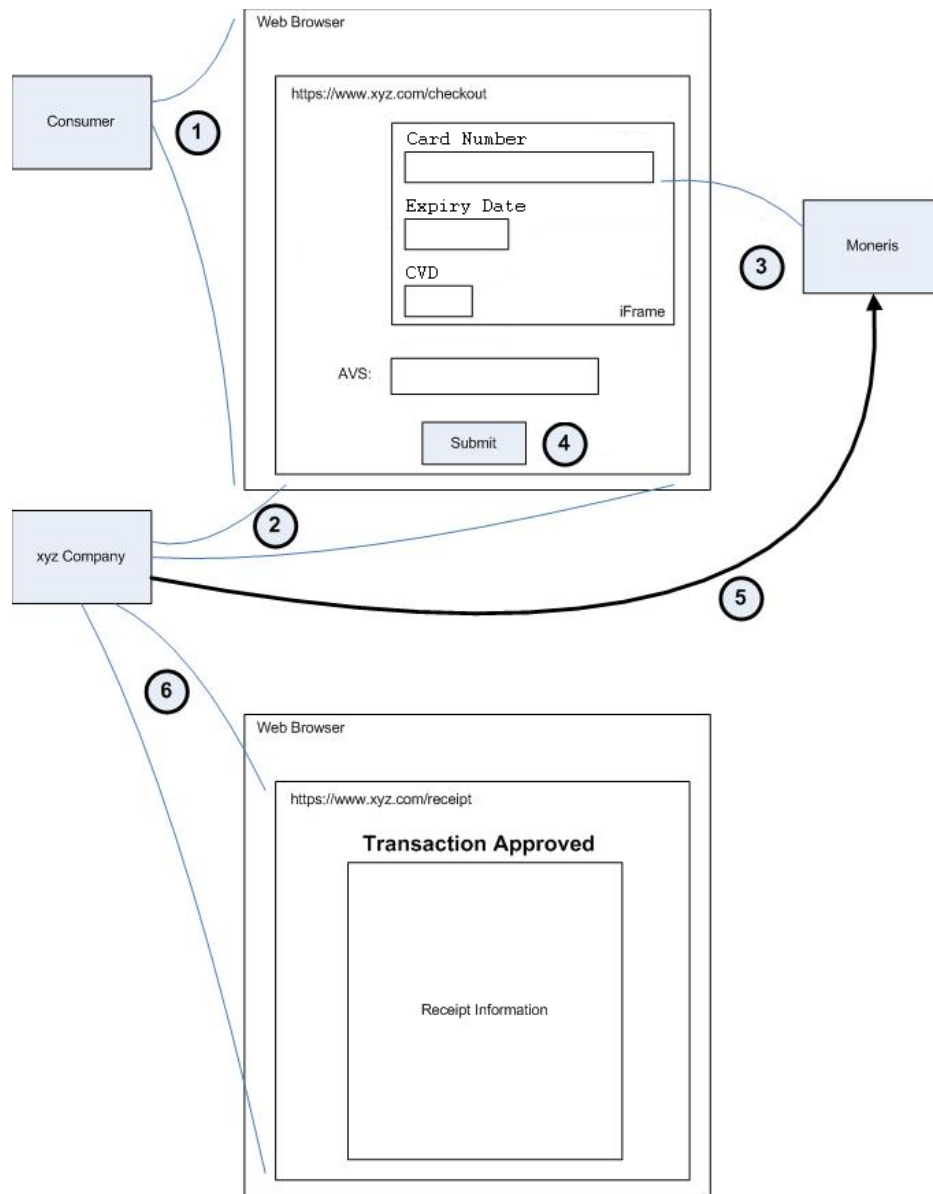 Web Browser
https://www.xyz.com/checkout
Consumer
1
Card Number
Expiry Date
CVD
iFrame
Moneris
3
AVS:
Submit
4
2
xyz Company
5
6
Web Browser
https://www.xyz.com/receipt
Transaction Approved
Receipt Information